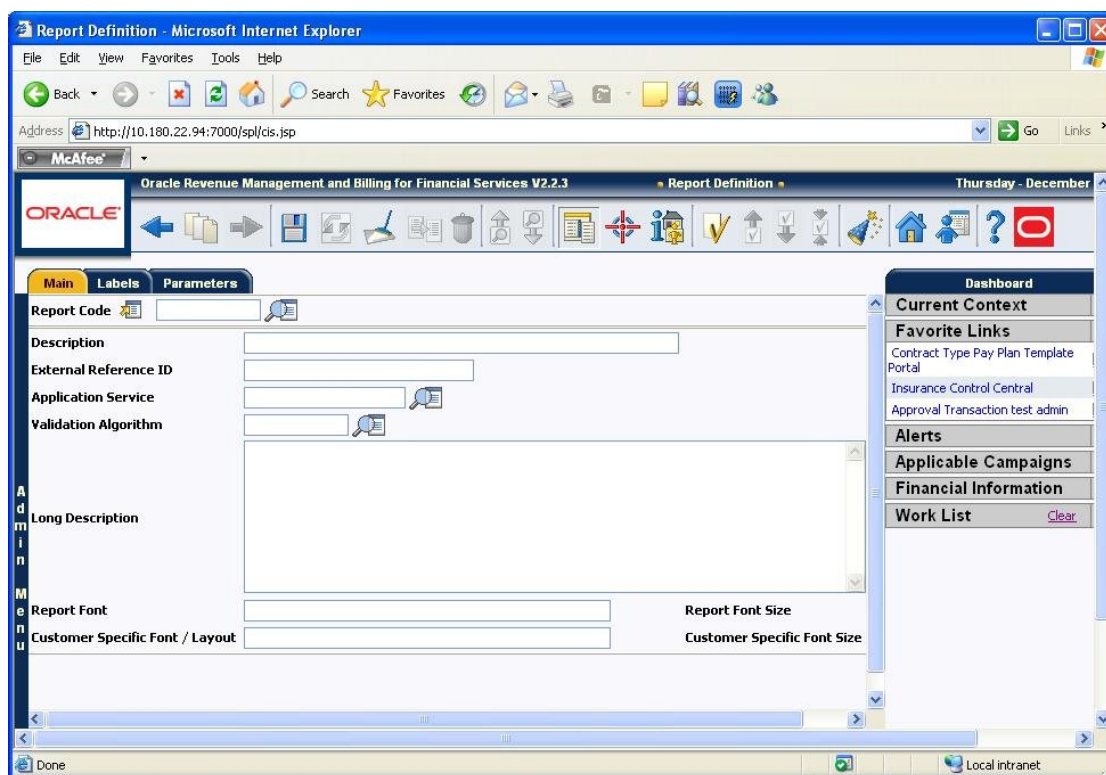 Report Definition - Microsoft Internet Explorer
File Edit View Favorites Tools Help
Back Search Favorites
Address http://10.180.22.94:7000/spl/cis.jsp Go Links
McAfee
Oracle Revenue Management and Billing for Financial Services V2.2.3 Report Definition Thursday - December
ORACLE
Main Labels Parameters
Dashboard
Report Code
Current Context
Favorite Links
Description
Contract Type Pay Plan Template
Portal
External Reference ID
Insurance Control Central
Application Service
Approval Transaction test admin
Validation Algorithm
Alerts
Applicable Campaigns
Financial Information
Work List Clear
Long Description
Admin Menu
Report Font Report Font Size
Customer Specific Font / Layout Customer Specific Font Size
Done Local intranet